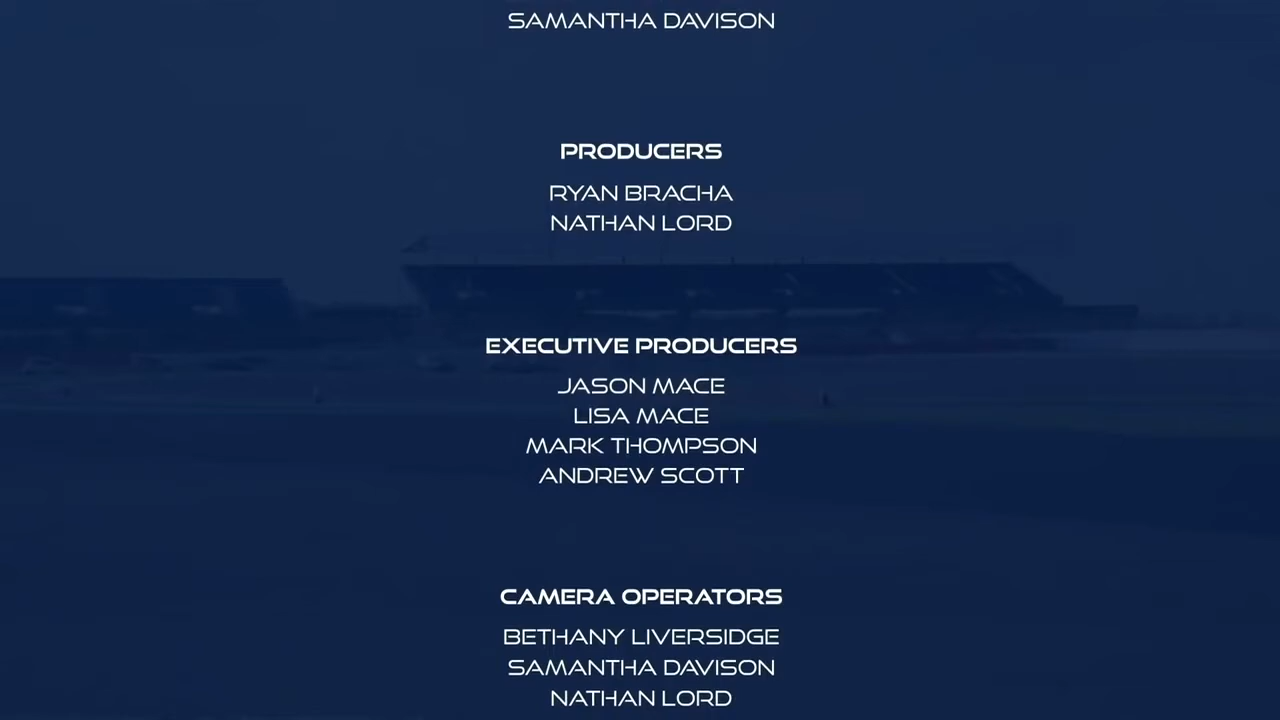 SAMANTHA DAVISON
PRODUCERS
RYAN BRACHA
NATHAN LORD
EXECUTIVE PRODUCERS
JASON MACE
LISA MACE
MARK THOMPSON
ANDREW SCOTT
CAMERA OPERATORS
BETHANY LIVERSIDGE
SAMANTHA DAVISON
NATHAN LORD